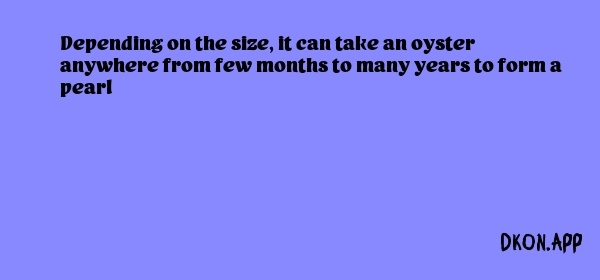 Depending on the size, it can take an oyster
anywhere from few months to many years to form a
pearl
DKON.APP